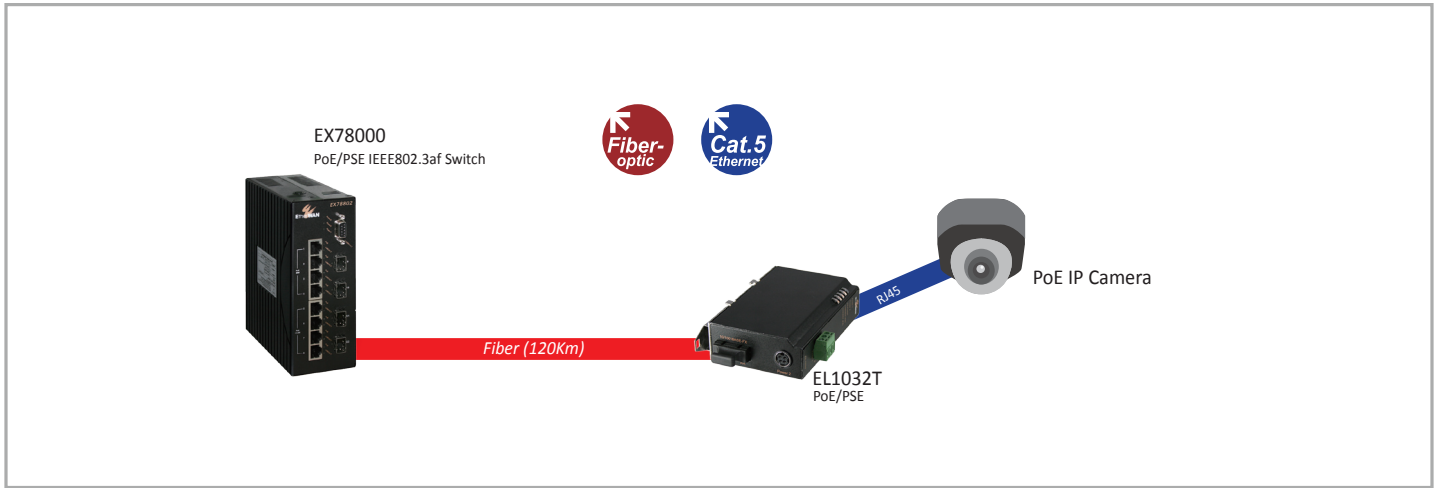 EX78000
PoE/PSE IEEE802.3af Switch
Fiber-
optic
Cat.5
Ethernet
EX78802
RJ45
PoE IP Camera
Fiber (120Km)
EL1032T
PoE/PSE